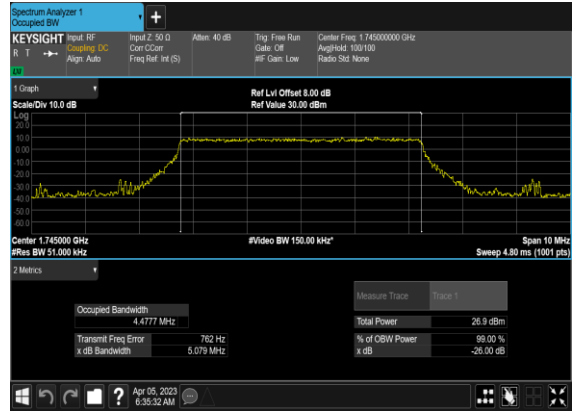 Spectrum Analyzer 1
Occupied BW
KEYSIGHT
R T
Input: RF
Coupling: DC
Align: Auto
Input Z: 50 Ω
Corr CCorr
Freq Ref: Int (S)
Atten: 40 dB
Trig: Free Run
Gate: Off
#IF Gain: Low
Center Freq: 1.745000000 GHz
Avg|Hold: 100/100
Radio Std: None
1 Graph
Scale/Div 10.0 dB
Ref Lvl Offset 8.00 dB
Ref Value 30.00 dBm
Log
20.0
10.0
0.00
-10.0
-20.0
-30.0
-40.0
-50.0
-60.0
Center 1.745000 GHz
#Res BW 51.000 kHz
#Video BW 150.00 kHz*
Span 10 MHz
Sweep 4.80 ms (1001 pts)
2 Metrics
Measure Trace
Trace 1
Occupied Bandwidth
4.4777 MHz
Total Power
26.9 dBm
Transmit Freq Error
762 Hz
% of OBW Power
99.00 %
x dB Bandwidth
5.079 MHz
x dB
-26.00 dB
Apr 05, 2023
6:35:32 AM